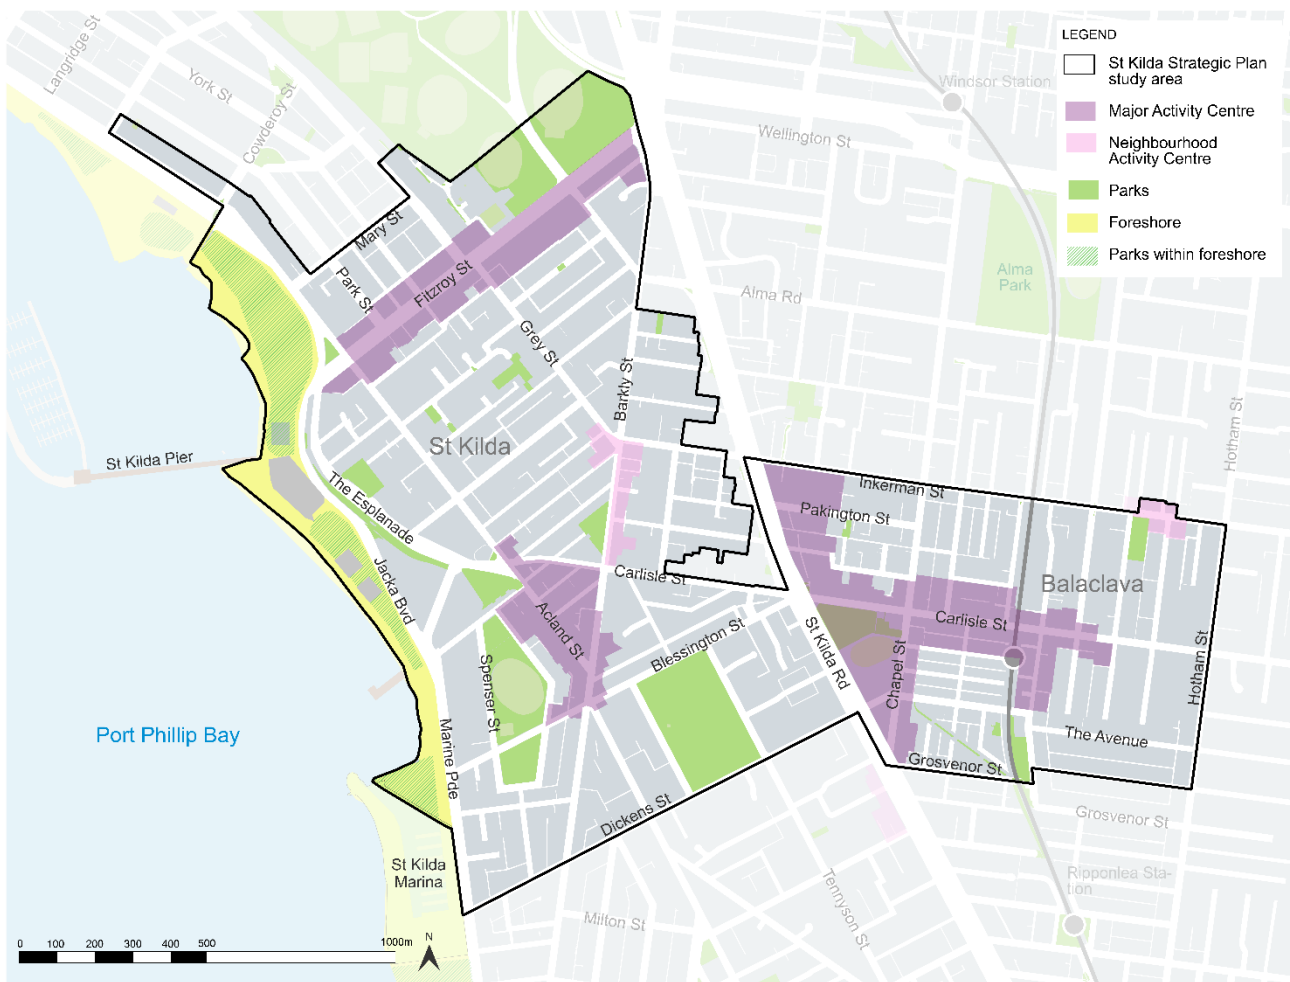 LEGEND
St Kilda Strategic Plan
study area
Major Activity Centre
Neighbourhood
Activity Centre
Parks
Foreshore
Parks within foreshore
Langridge St
York St
Cowderoy St
Windsor Station
Wellington St
Mary St
Park St
Fitzroy St
Grey St
Barkly St
Alma Rd
Alma
Park
Hotham St
St Kilda
St Kilda Pier
The Esplanade
Inkerman St
Pakington St
Jacka Bvd
Carlisle St
Balaclava
Carlisle St
Acland St
Blessington St
St Kilda Rd
Chapel St
Hotham St
Spenser St
Port Phillip Bay
Marine Pde
The Avenue
Grosvenor St
Dickens St
Grosvenor St
St Kilda
Marina
Tennyson St
Ripponlea Sta-
tion
Milton St
0 100 200 300 400 500 1000m
N